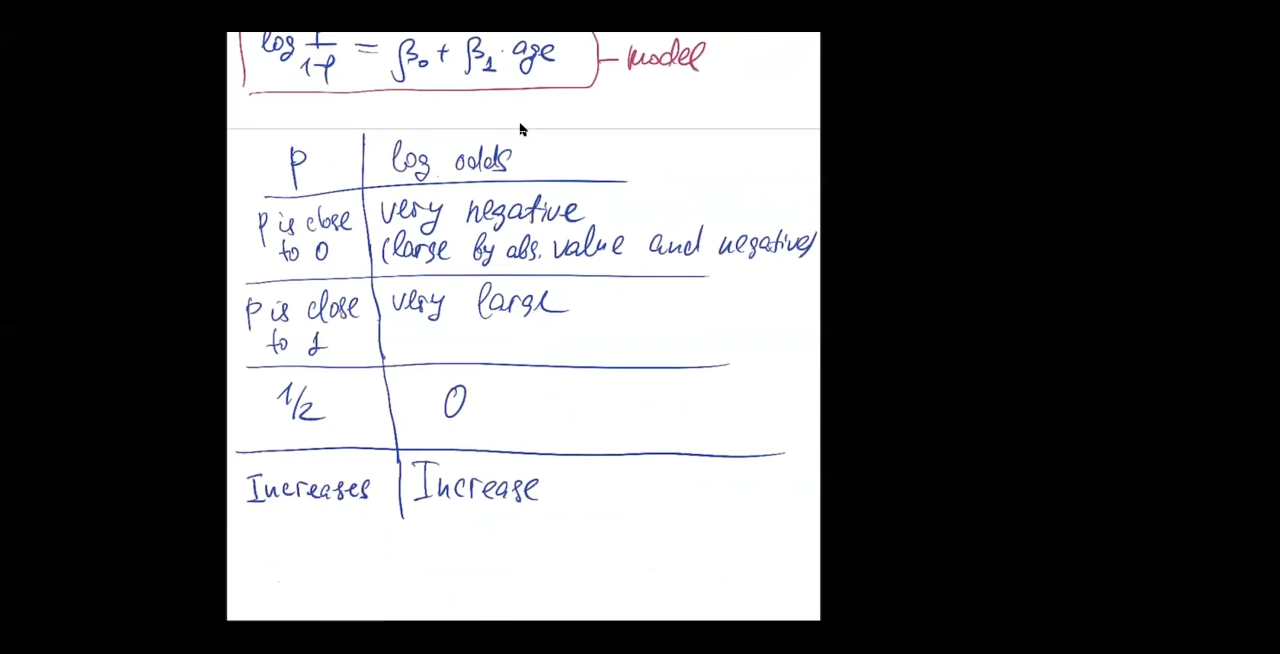 log p/1-p = β₀ + β₁ · age - model
p | log odds
p is close to 0 | very negative
(large by abs. value and negative)
p is close to 1 | very large
1/2 | 0
Increases | Increase